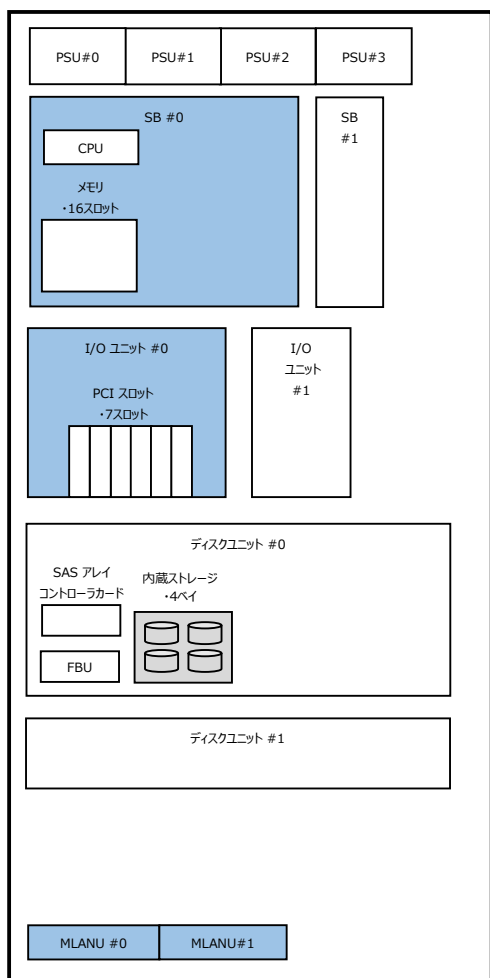 PSU#0
PSU#1
PSU#2
PSU#3
SB #0
CPU
メモリ
・16スロット
SB
#1
I/O ユニット #0
PCI スロット
・7スロット
I/O
ユニット
#1
ディスクユニット #0
SAS アレイ
コントローラカード
FBU
内蔵ストレージ
・4ベイ
ディスクユニット #1
MLANU #0
MLANU#1